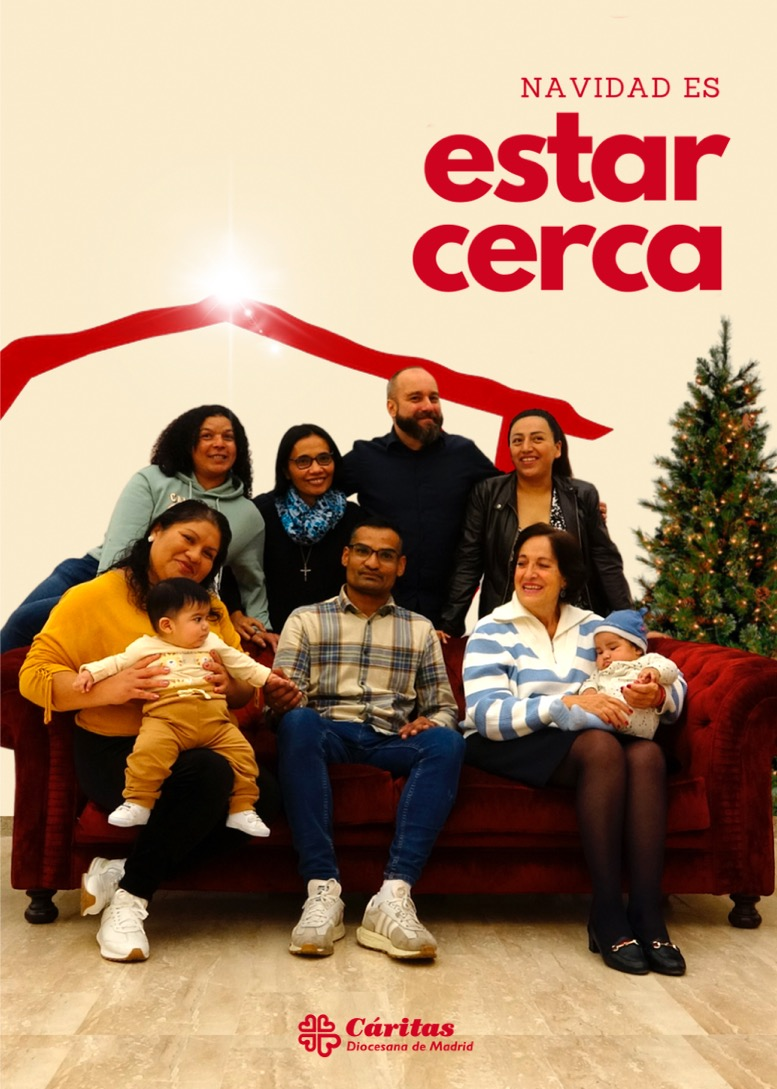 NAVIDAD ES
estar
cerca
Cáritas
Diocesana de Madrid